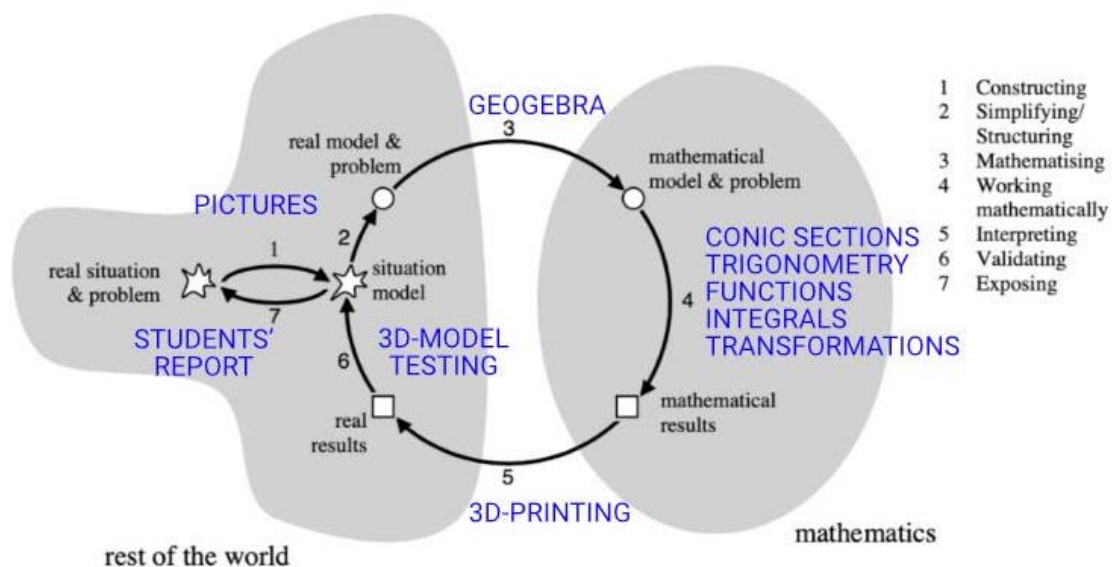 GEOGEBRA
3
real model &
problem
mathematical
model & problem
PICTURES
2
1
real situation
& problem
situation
model
7
STUDENTS'
REPORT
3D-MODEL
TESTING
6
CONIC SECTIONS
TRIGONOMETRY
FUNCTIONS
INTEGRALS
TRANSFORMATIONS
4
real
results
mathematical
results
5
3D-PRINTING
rest of the world
mathematics
1 Constructing
2 Simplifying/
Structuring
3 Mathematising
4 Working
mathematically
5 Interpreting
6 Validating
7 Exposing